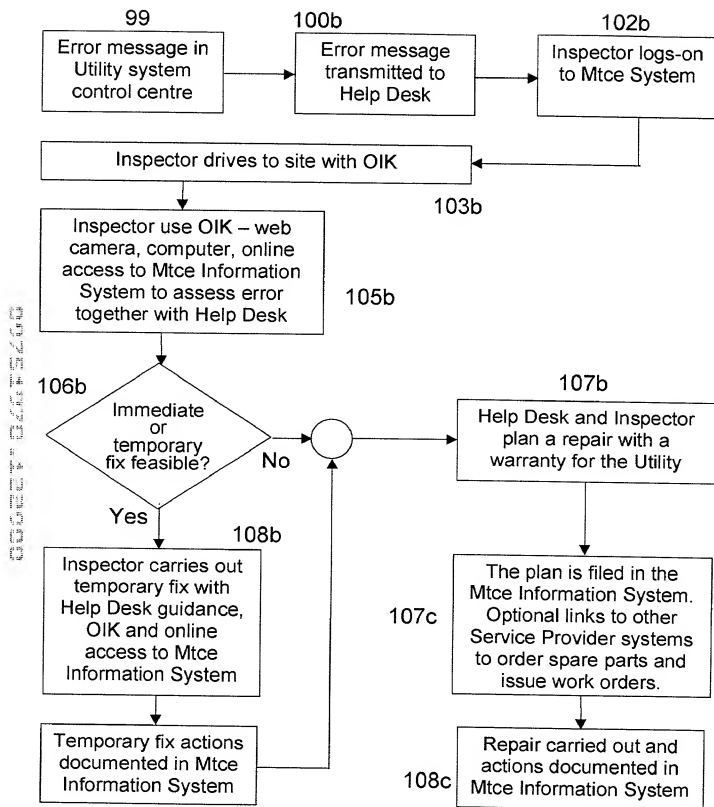 99
Error message in
Utility system
control centre
100b
Error message
transmitted to
Help Desk
102b
Inspector logs-on
to Mtce System
Inspector drives to site with OIK
103b
Inspector use OIK – web
camera, computer, online
access to Mtce Information
System to assess error
together with Help Desk
105b
106b
Immediate
or
temporary
fix feasible?
No
Yes
107b
Help Desk and Inspector
plan a repair with a
warranty for the Utility
108b
Inspector carries out
temporary fix with
Help Desk guidance,
OIK and online
access to Mtce
Information System
107c
The plan is filed in the
Mtce Information System.
Optional links to other
Service Provider systems
to order spare parts and
issue work orders.
Temporary fix actions
documented in Mtce
Information System
108c
Repair carried out and
actions documented in
Mtce Information System